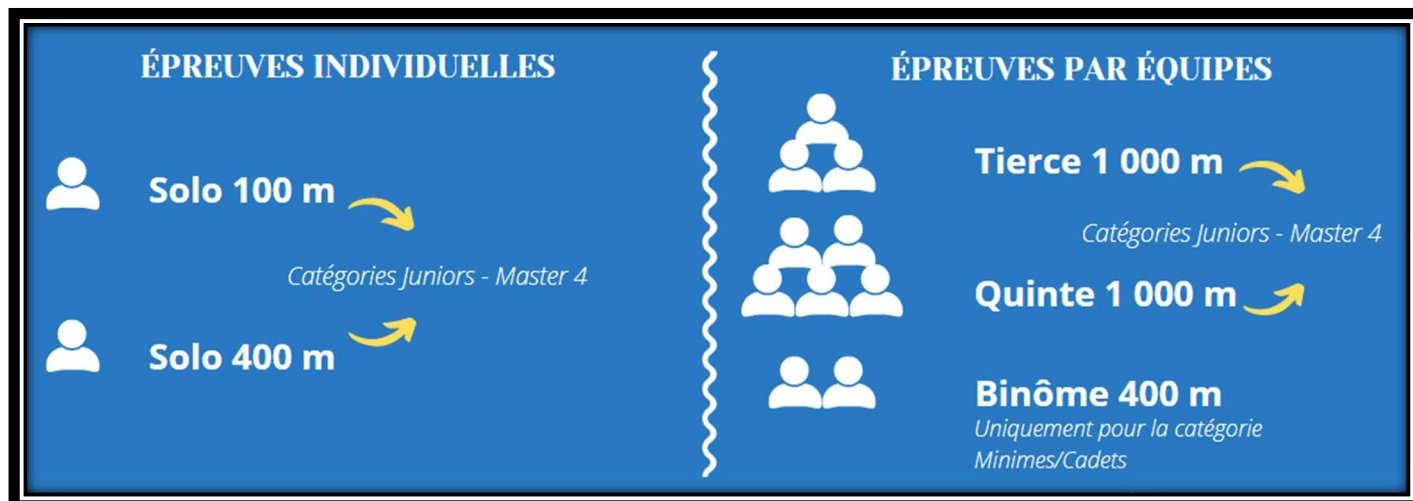 ÉPREUVES INDIVIDUELLES
Solo 100 m
Catégories Juniors - Master 4
Solo 400 m
ÉPREUVES PAR ÉQUIPES
Tierce 1 000 m
Catégories Juniors - Master 4
Quinte 1 000 m
Binôme 400 m
Uniquement pour la catégorie
Minimes/Cadets